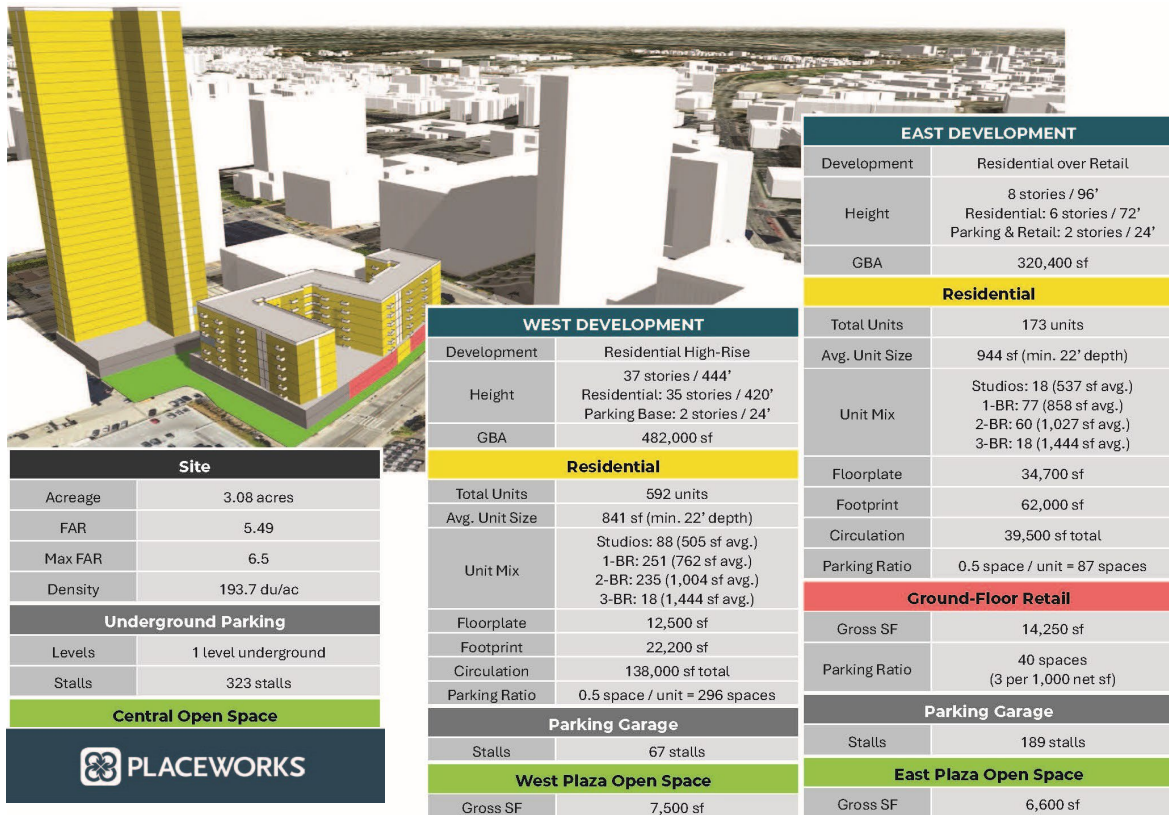 Site
Acreage 3.08 acres
FAR 5.49
Max FAR 6.5
Density 193.7 du/ac
Underground Parking
Levels 1 level underground
Stalls 323 stalls
Central Open Space
PLACEWORKS
WEST DEVELOPMENT
Development Residential High-Rise
Height
37 stories / 444’
Residential: 35 stories / 420’
Parking Base: 2 stories / 24’
GBA 482,000 sf
Residential
Total Units 592 units
Avg. Unit Size 841 sf (min. 22’ depth)
Unit Mix
Studios: 88 (505 sf avg.)
1-BR: 251 (762 sf avg.)
2-BR: 235 (1,004 sf avg.)
3-BR: 18 (1,444 sf avg.)
Floorplate 12,500 sf
Footprint 22,200 sf
Circulation 138,000 sf total
Parking Ratio 0.5 space / unit = 296 spaces
Parking Garage
Stalls 67 stalls
West Plaza Open Space
Gross SF 7,500 sf
EAST DEVELOPMENT
Development Residential over Retail
Height
8 stories / 96’
Residential: 6 stories / 72’
Parking & Retail: 2 stories / 24’
GBA 320,400 sf
Residential
Total Units 173 units
Avg. Unit Size 944 sf (min. 22’ depth)
Unit Mix
Studios: 18 (537 sf avg.)
1-BR: 77 (858 sf avg.)
2-BR: 60 (1,027 sf avg.)
3-BR: 18 (1,444 sf avg.)
Floorplate 34,700 sf
Footprint 62,000 sf
Circulation 39,500 sf total
Parking Ratio 0.5 space / unit = 87 spaces
Ground-Floor Retail
Gross SF 14,250 sf
Parking Ratio
40 spaces
(3 per 1,000 net sf)
Parking Garage
Stalls 189 stalls
East Plaza Open Space
Gross SF 6,600 sf